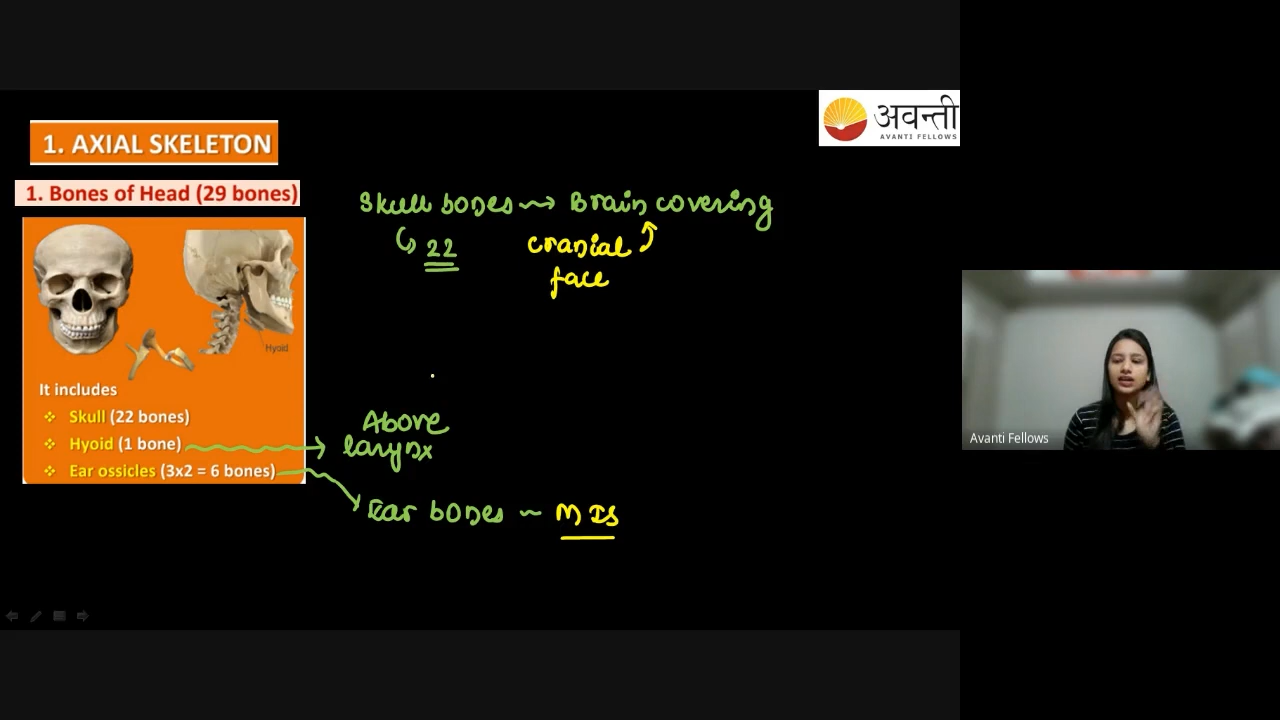 अवन्ती
AVANTI FELLOWS
1. AXIAL SKELETON
1. Bones of Head (29 bones)
Hyoid
It includes
❖ Skull (22 bones)
❖ Hyoid (1 bone)
❖ Ear ossicles (3x2 = 6 bones)
Skull bones → Brain covering
22
cranial
face
Above
larynx
Ear bones ~ MIS
Avanti Fellows